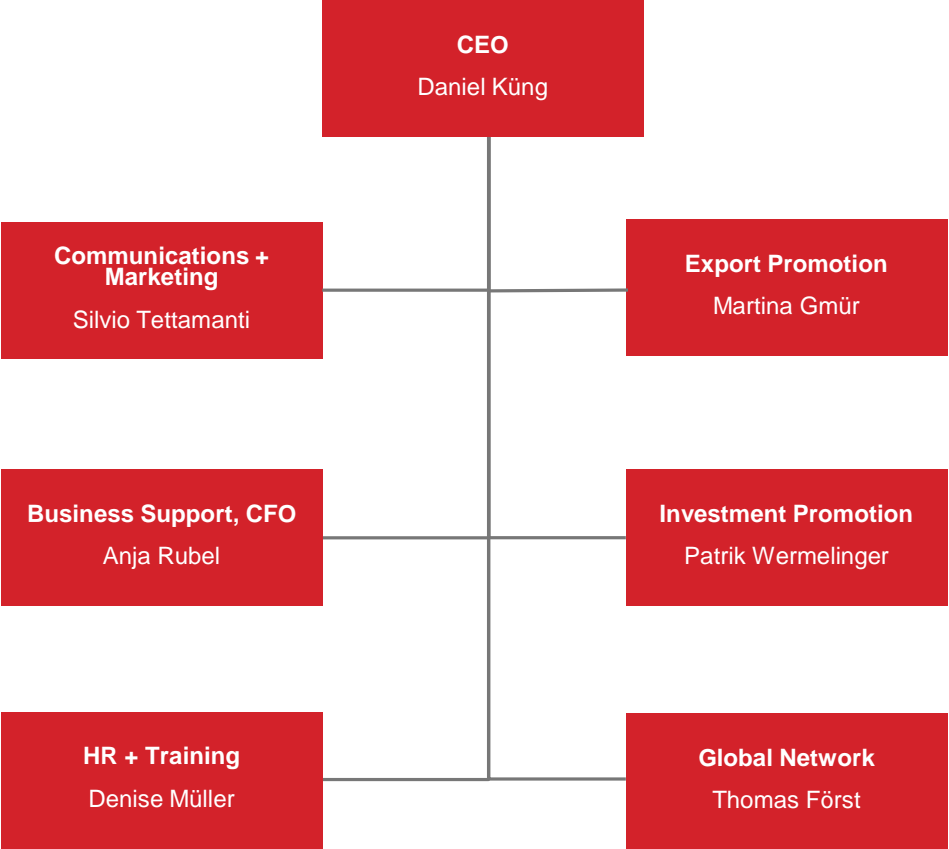 CEO
Daniel Küng
Communications +
Marketing
Silvio Tettamanti
Export Promotion
Martina Gmür
Business Support, CFO
Anja Rubel
Investment Promotion
Patrik Wermelinger
HR + Training
Denise Müller
Global Network
Thomas Först